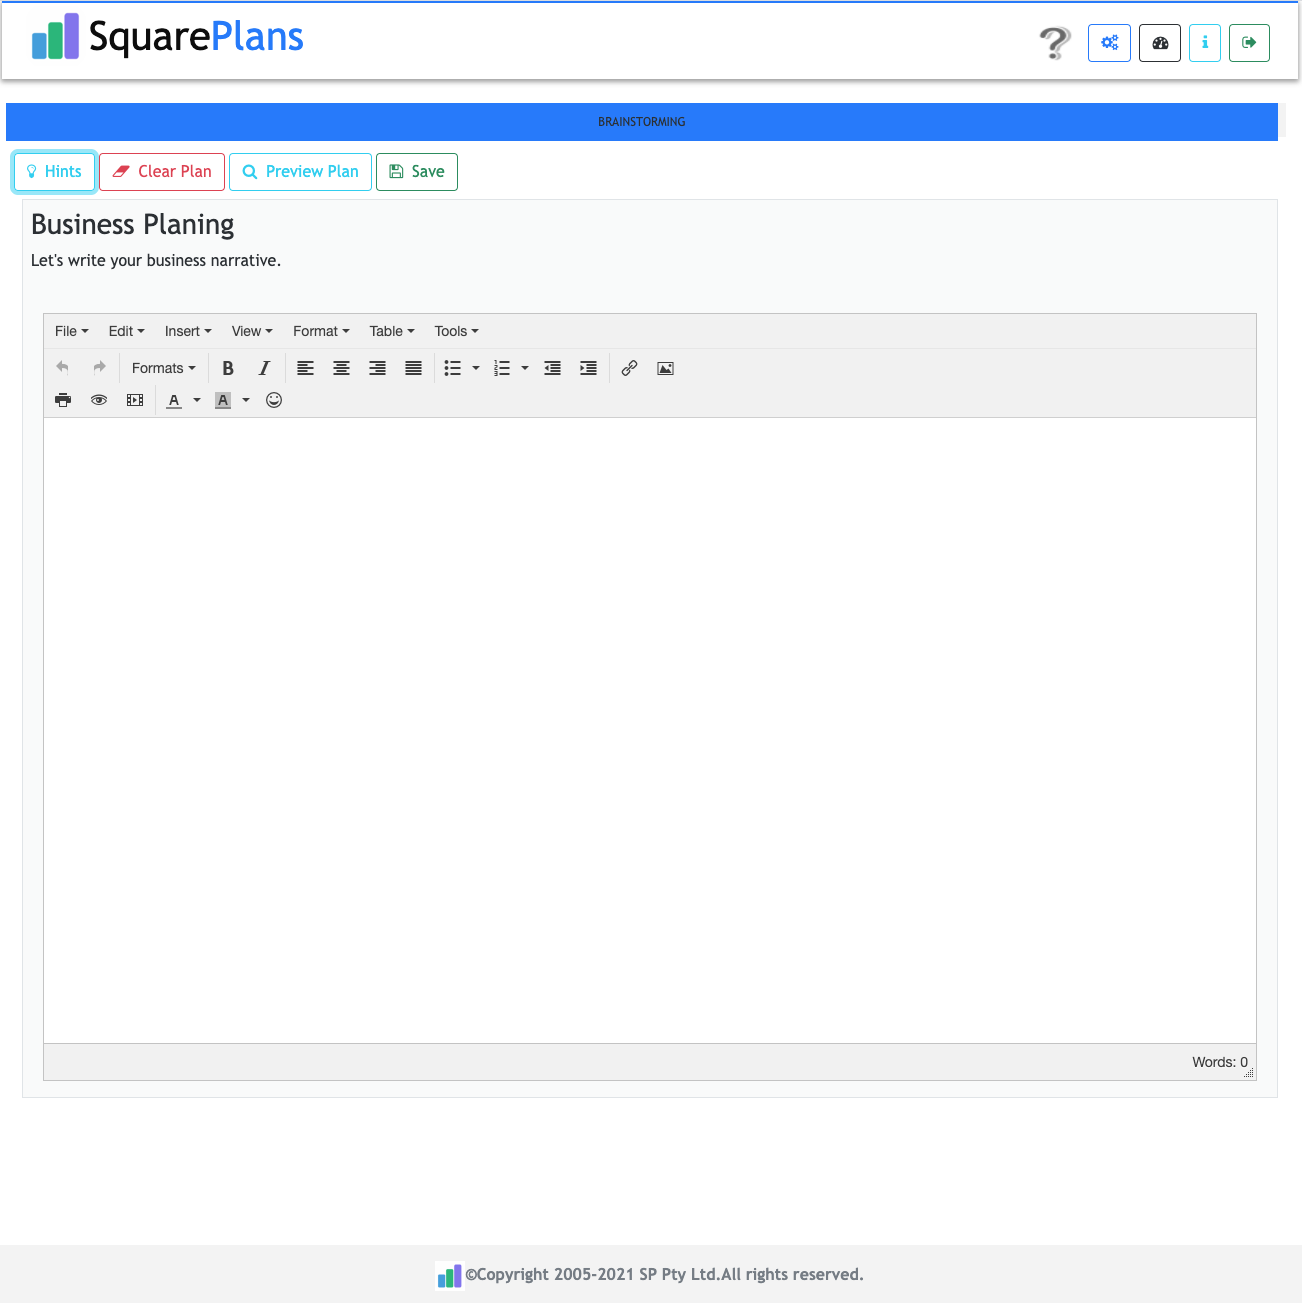 SquarePlans
BRAINSTORMING
Hints Clear Plan Preview Plan Save
Business Planing
Let's write your business narrative.
File Edit Insert View Format Table Tools
Formats B I
A A
Words: 0
©Copyright 2005-2021 SP Pty Ltd.All rights reserved.